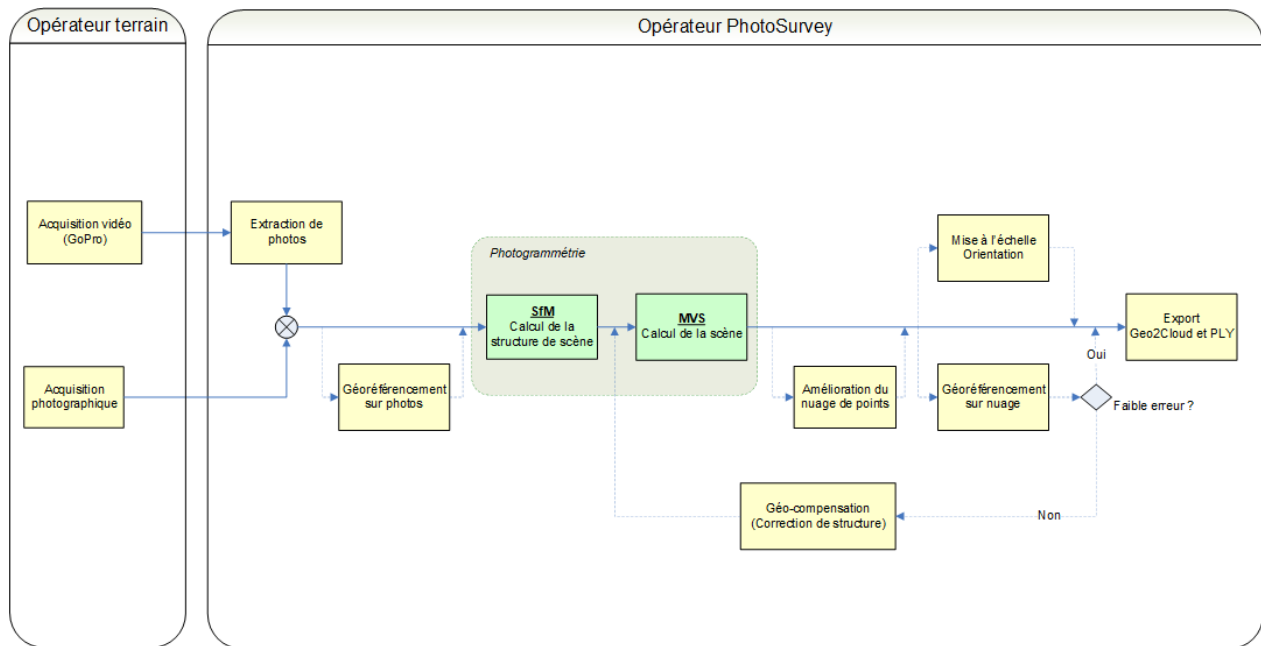 Opérateur terrain
Opérateur PhotoSurvey
Acquisition vidéo
(GoPro)
Extraction de
photos
Mise à l'échelle
Orientation
Photogrammétrie
SfM
Calcul de la
structure de scène
MVS
Calcul de la scène
Export
Geo2Cloud et PLY
Oui
Acquisition
photographique
Géoréférencement
sur photos
Amélioration du
nuage de points
Géoréférencement
sur nuage
Faible erreur ?
Géo-compensation
(Correction de structure)
Non